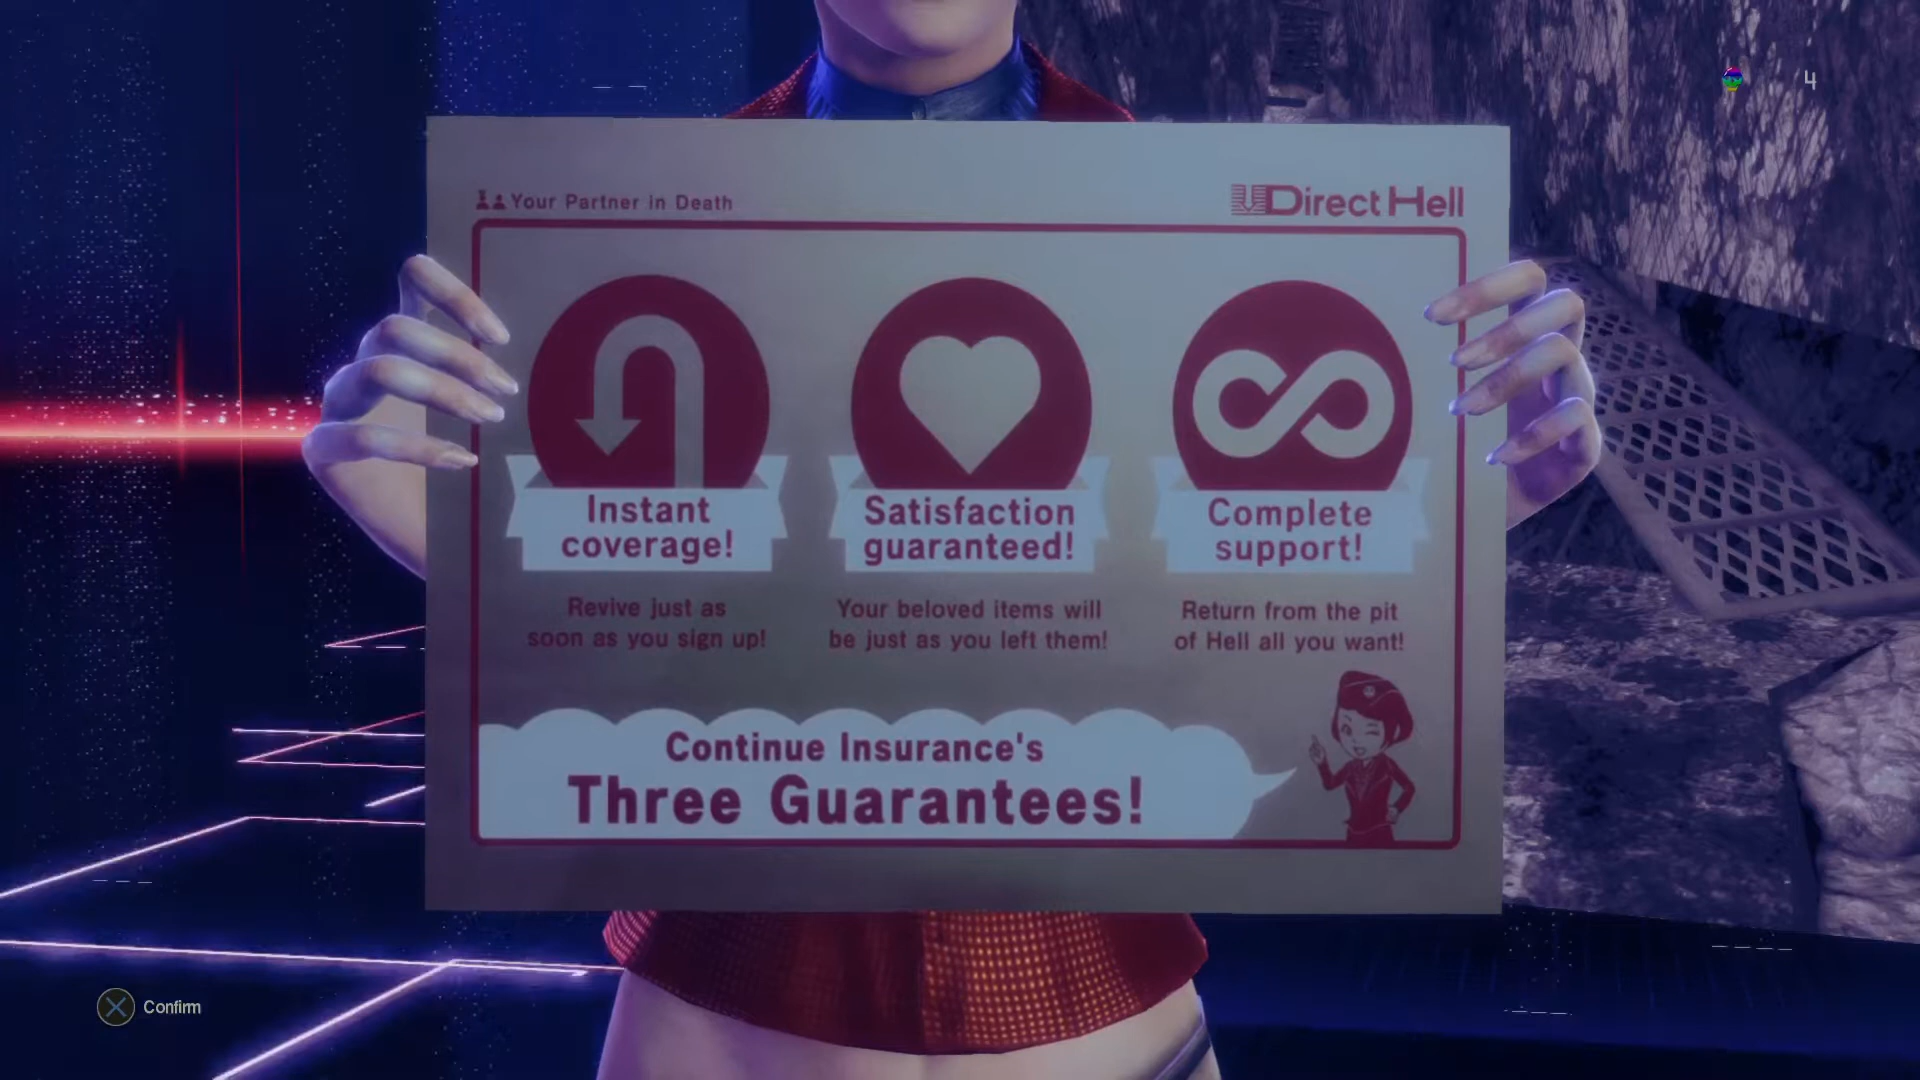 4
Your Partner in Death
Direct Hell
Instant
coverage!
Satisfaction
guaranteed!
Complete
support!
Revive just as
soon as you sign up!
Your beloved items will
be just as you left them!
Return from the pit
of Hell all you want!
Continue Insurance's
Three Guarantees!
Confirm